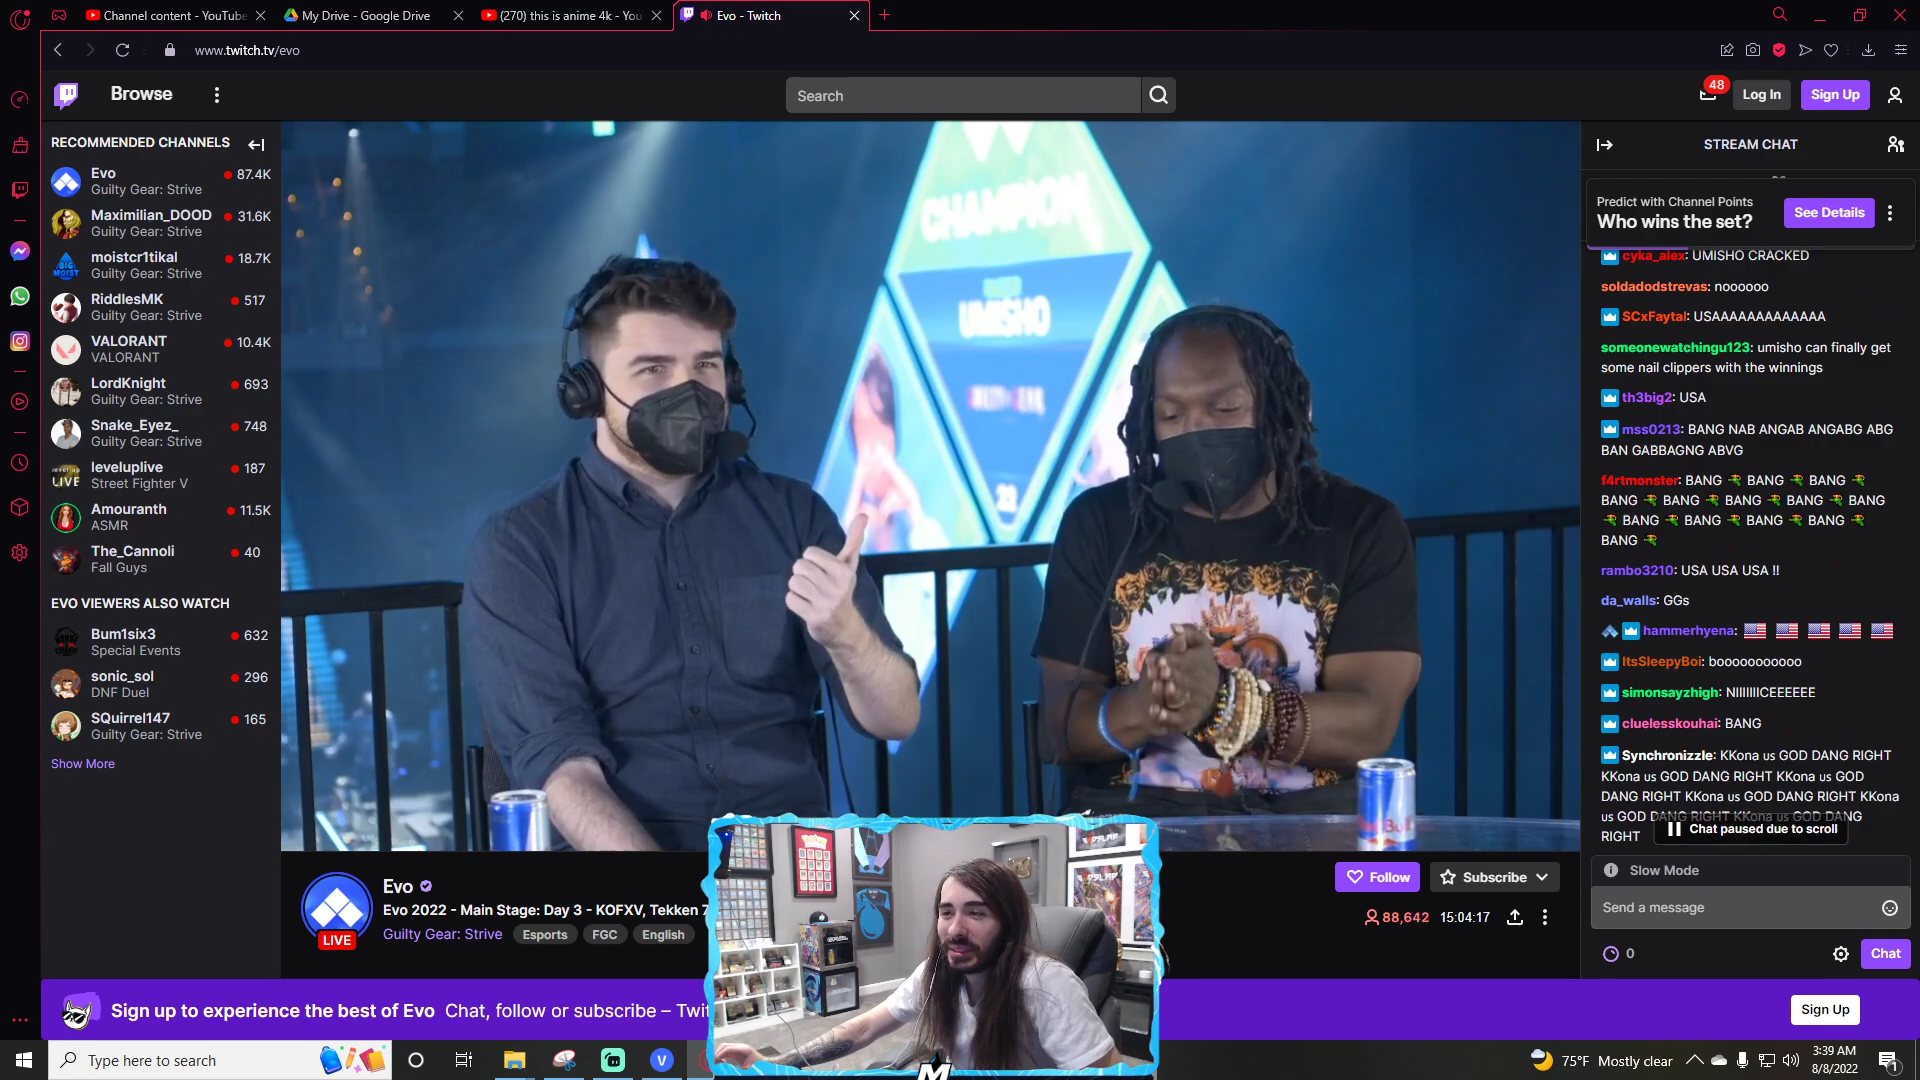 Channel content - YouTube
My Drive - Google Drive
(270) this is anime 4k - You
Evo - Twitch
www.twitch.tv/evo
Browse
Search
48
Log In
Sign Up
RECOMMENDED CHANNELS
Evo
87.4K
Guilty Gear: Strive
Maximilian_DOOD
31.6K
Guilty Gear: Strive
moistcr1tikal
18.7K
Guilty Gear: Strive
RiddlesMK
517
Guilty Gear: Strive
VALORANT
10.4K
VALORANT
LordKnight
693
Guilty Gear: Strive
Snake_Eyez_
748
Guilty Gear: Strive
leveluplive
187
Street Fighter V
Amouranth
11.5K
ASMR
The_Cannoli
40
Fall Guys
EVO VIEWERS ALSO WATCH
Bum1six3
632
Special Events
sonic_sol
296
DNF Duel
SQuirrel147
165
Guilty Gear: Strive
Show More
CHAMPION
UMISHO
STREAM CHAT
Predict with Channel Points
Who wins the set?
See Details
cyka_alex: UMISHO CRACKED
soldadodstrevas: noooooo
SCxFaytal: USAAAAAAAAAAAAA
someonewatchingu123: umisho can finally get
some nail clippers with the winnings
th3big2: USA
mss0213: BANG NAB ANGAB ANGABG ABG
BAN GABBAGNG ABVG
f4rtmonster: BANG BANG BANG
BANG BANG BANG BANG BANG
BANG BANG BANG BANG
BANG
rambo3210: USA USA USA !!
da_walls: GGs
hammerhyena:
ItsSleepyBoi: booooooooooo
simonsayzhigh: NIIIIIIICEEEEEE
cluelesskouhai: BANG
Synchronizzle: KKona us GOD DANG RIGHT
KKona us GOD DANG RIGHT KKona us GOD
DANG RIGHT KKona us GOD DANG RIGHT KKona
us GOD DANG RIGHT KKona us GOD DANG
RIGHT
Chat paused due to scroll
Slow Mode
Send a message
0
Chat
Evo
Evo 2022 - Main Stage: Day 3 - KOFXV, Tekken 7
Guilty Gear: Strive
Esports
FGC
English
LIVE
Follow
Subscribe
88,642
15:04:17
Sign up to experience the best of Evo
Chat, follow or subscribe – Twit
Sign Up
Type here to search
75°F Mostly clear
3:39 AM
8/8/2022
1